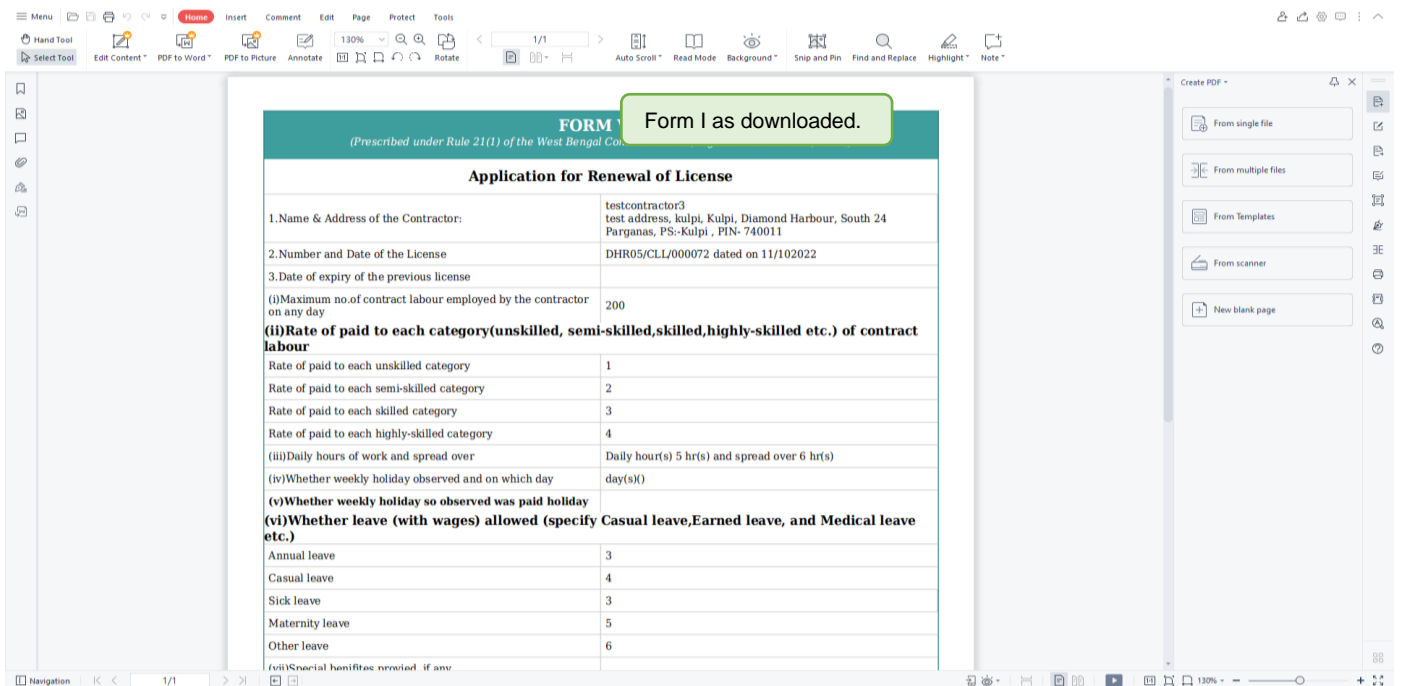 Menu Home Insert Comment Edit Page Protect Tools
Hand Tool
Select Tool
Edit Content PDF to Word PDF to Picture Annotate
130%
Rotate
1/1
Auto Scroll Read Mode Background Snip and Pin Find and Replace Highlight Note
Form I as downloaded.
FORM
(Prescribed under Rule 21(1) of the West Bengal
Application for Renewal of License
1.Name & Address of the Contractor:
testcontractor3
test address, kulpi, Kulpi, Diamond Harbour, South 24
Parganas, PS:-Kulpi , PIN- 740011
2.Number and Date of the License DHR05/CLL/000072 dated on 11/102022
3.Date of expiry of the previous license
(i)Maximum no.of contract labour employed by the contractor
on any day
200
(ii)Rate of paid to each category(unskilled, semi-skilled,skilled,highly-skilled etc.) of contract
labour
Rate of paid to each unskilled category 1
Rate of paid to each semi-skilled category 2
Rate of paid to each skilled category 3
Rate of paid to each highly-skilled category 4
(iii)Daily hours of work and spread over Daily hour(s) 5 hr(s) and spread over 6 hr(s)
(iv)Whether weekly holiday observed and on which day day(s)()
(v)Whether weekly holiday so observed was paid holiday
(vi)Whether leave (with wages) allowed (specify Casual leave,Earned leave, and Medical leave
etc.)
Annual leave 3
Casual leave 4
Sick leave 3
Maternity leave 5
Other leave 6
(vii)Special benifites provied, if any
Create PDF
From single file
From multiple files
From Templates
From scanner
New blank page
Navigation 1/1 130%